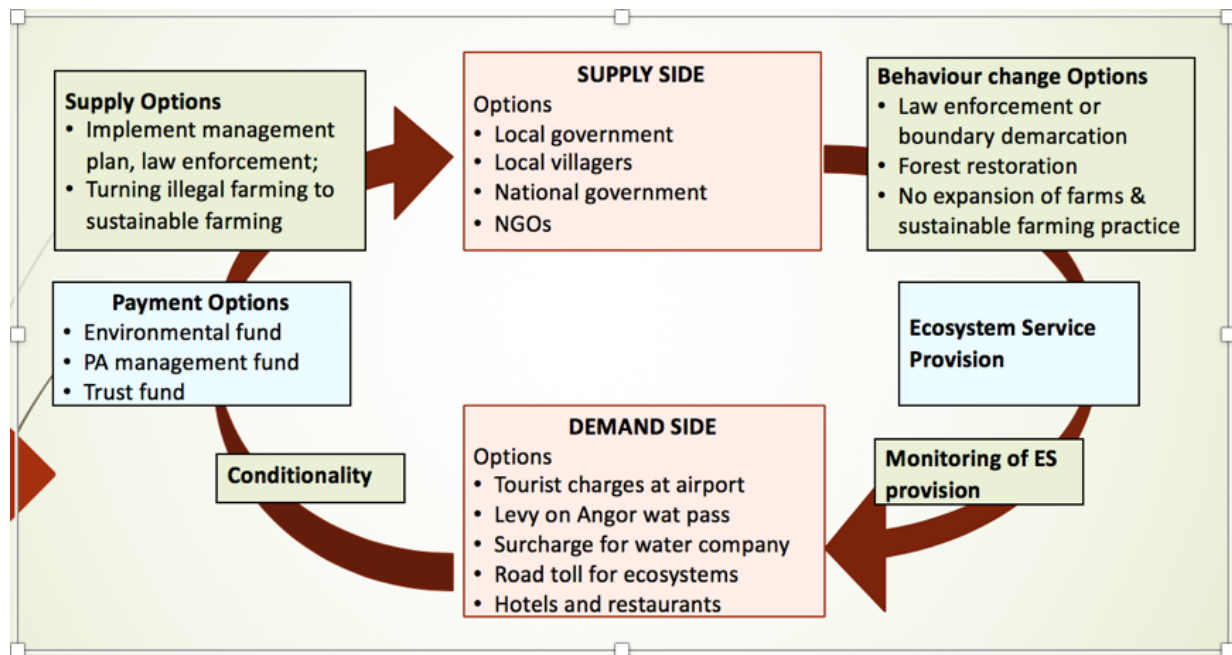 Supply Options
• Implement management
plan, law enforcement;
• Turning illegal farming to
sustainable farming
SUPPLY SIDE
Options
• Local government
• Local villagers
• National government
• NGOs
Behaviour change Options
• Law enforcement or
boundary demarcation
• Forest restoration
• No expansion of farms &
sustainable farming practice
Payment Options
• Environmental fund
• PA management fund
• Trust fund
Ecosystem Service
Provision
Conditionality
DEMAND SIDE
Options
• Tourist charges at airport
• Levy on Angor wat pass
• Surcharge for water company
• Road toll for ecosystems
• Hotels and restaurants
Monitoring of ES
provision